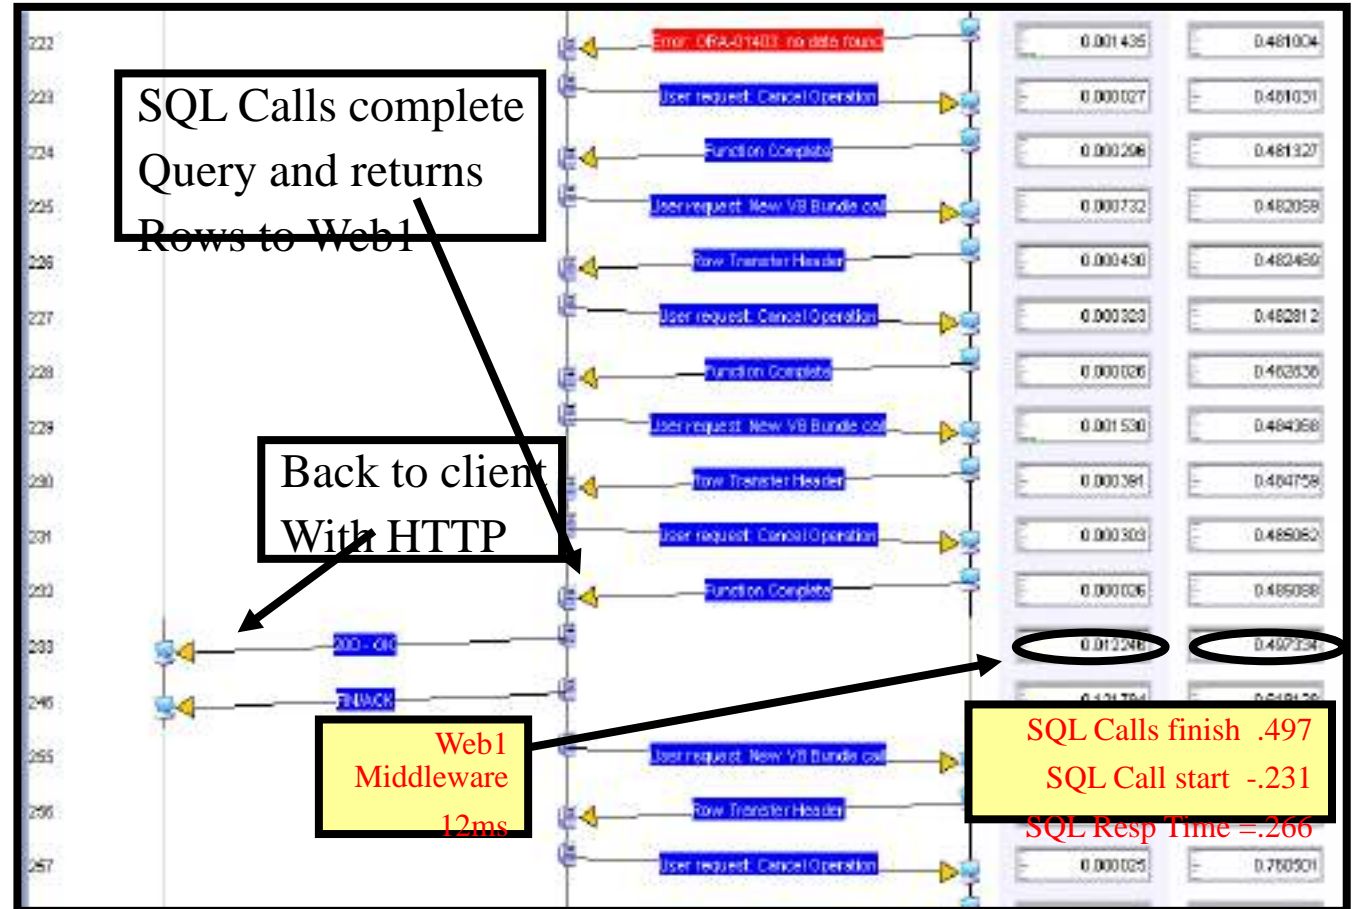 222 Error: ORA-01403: no data found 0.001435 0.481004
223 User request: Cancel Operation 0.000027 0.481031
SQL Calls complete
Query and returns
Rows to Web1
224 Function Complete 0.000296 0.481327
225 User request: New V8 Bundle call 0.000732 0.482059
226 Row Transfer Header 0.000430 0.482489
227 User request: Cancel Operation 0.000323 0.482812
228 Function Complete 0.000026 0.482838
229 User request: New V8 Bundle call 0.001530 0.484368
Back to client
With HTTP
230 Row Transfer Header 0.000391 0.484759
231 User request: Cancel Operation 0.000303 0.485062
232 Function Complete 0.000026 0.485088
233 200 - OK 0.012246 0.497334
246 FIN/ACK
Web1
Middleware
12ms
SQL Calls finish .497
SQL Call start -.231
SQL Resp Time =.266
255 User request: New V8 Bundle call
256 Row Transfer Header
257 User request: Cancel Operation 0.000025 0.760501